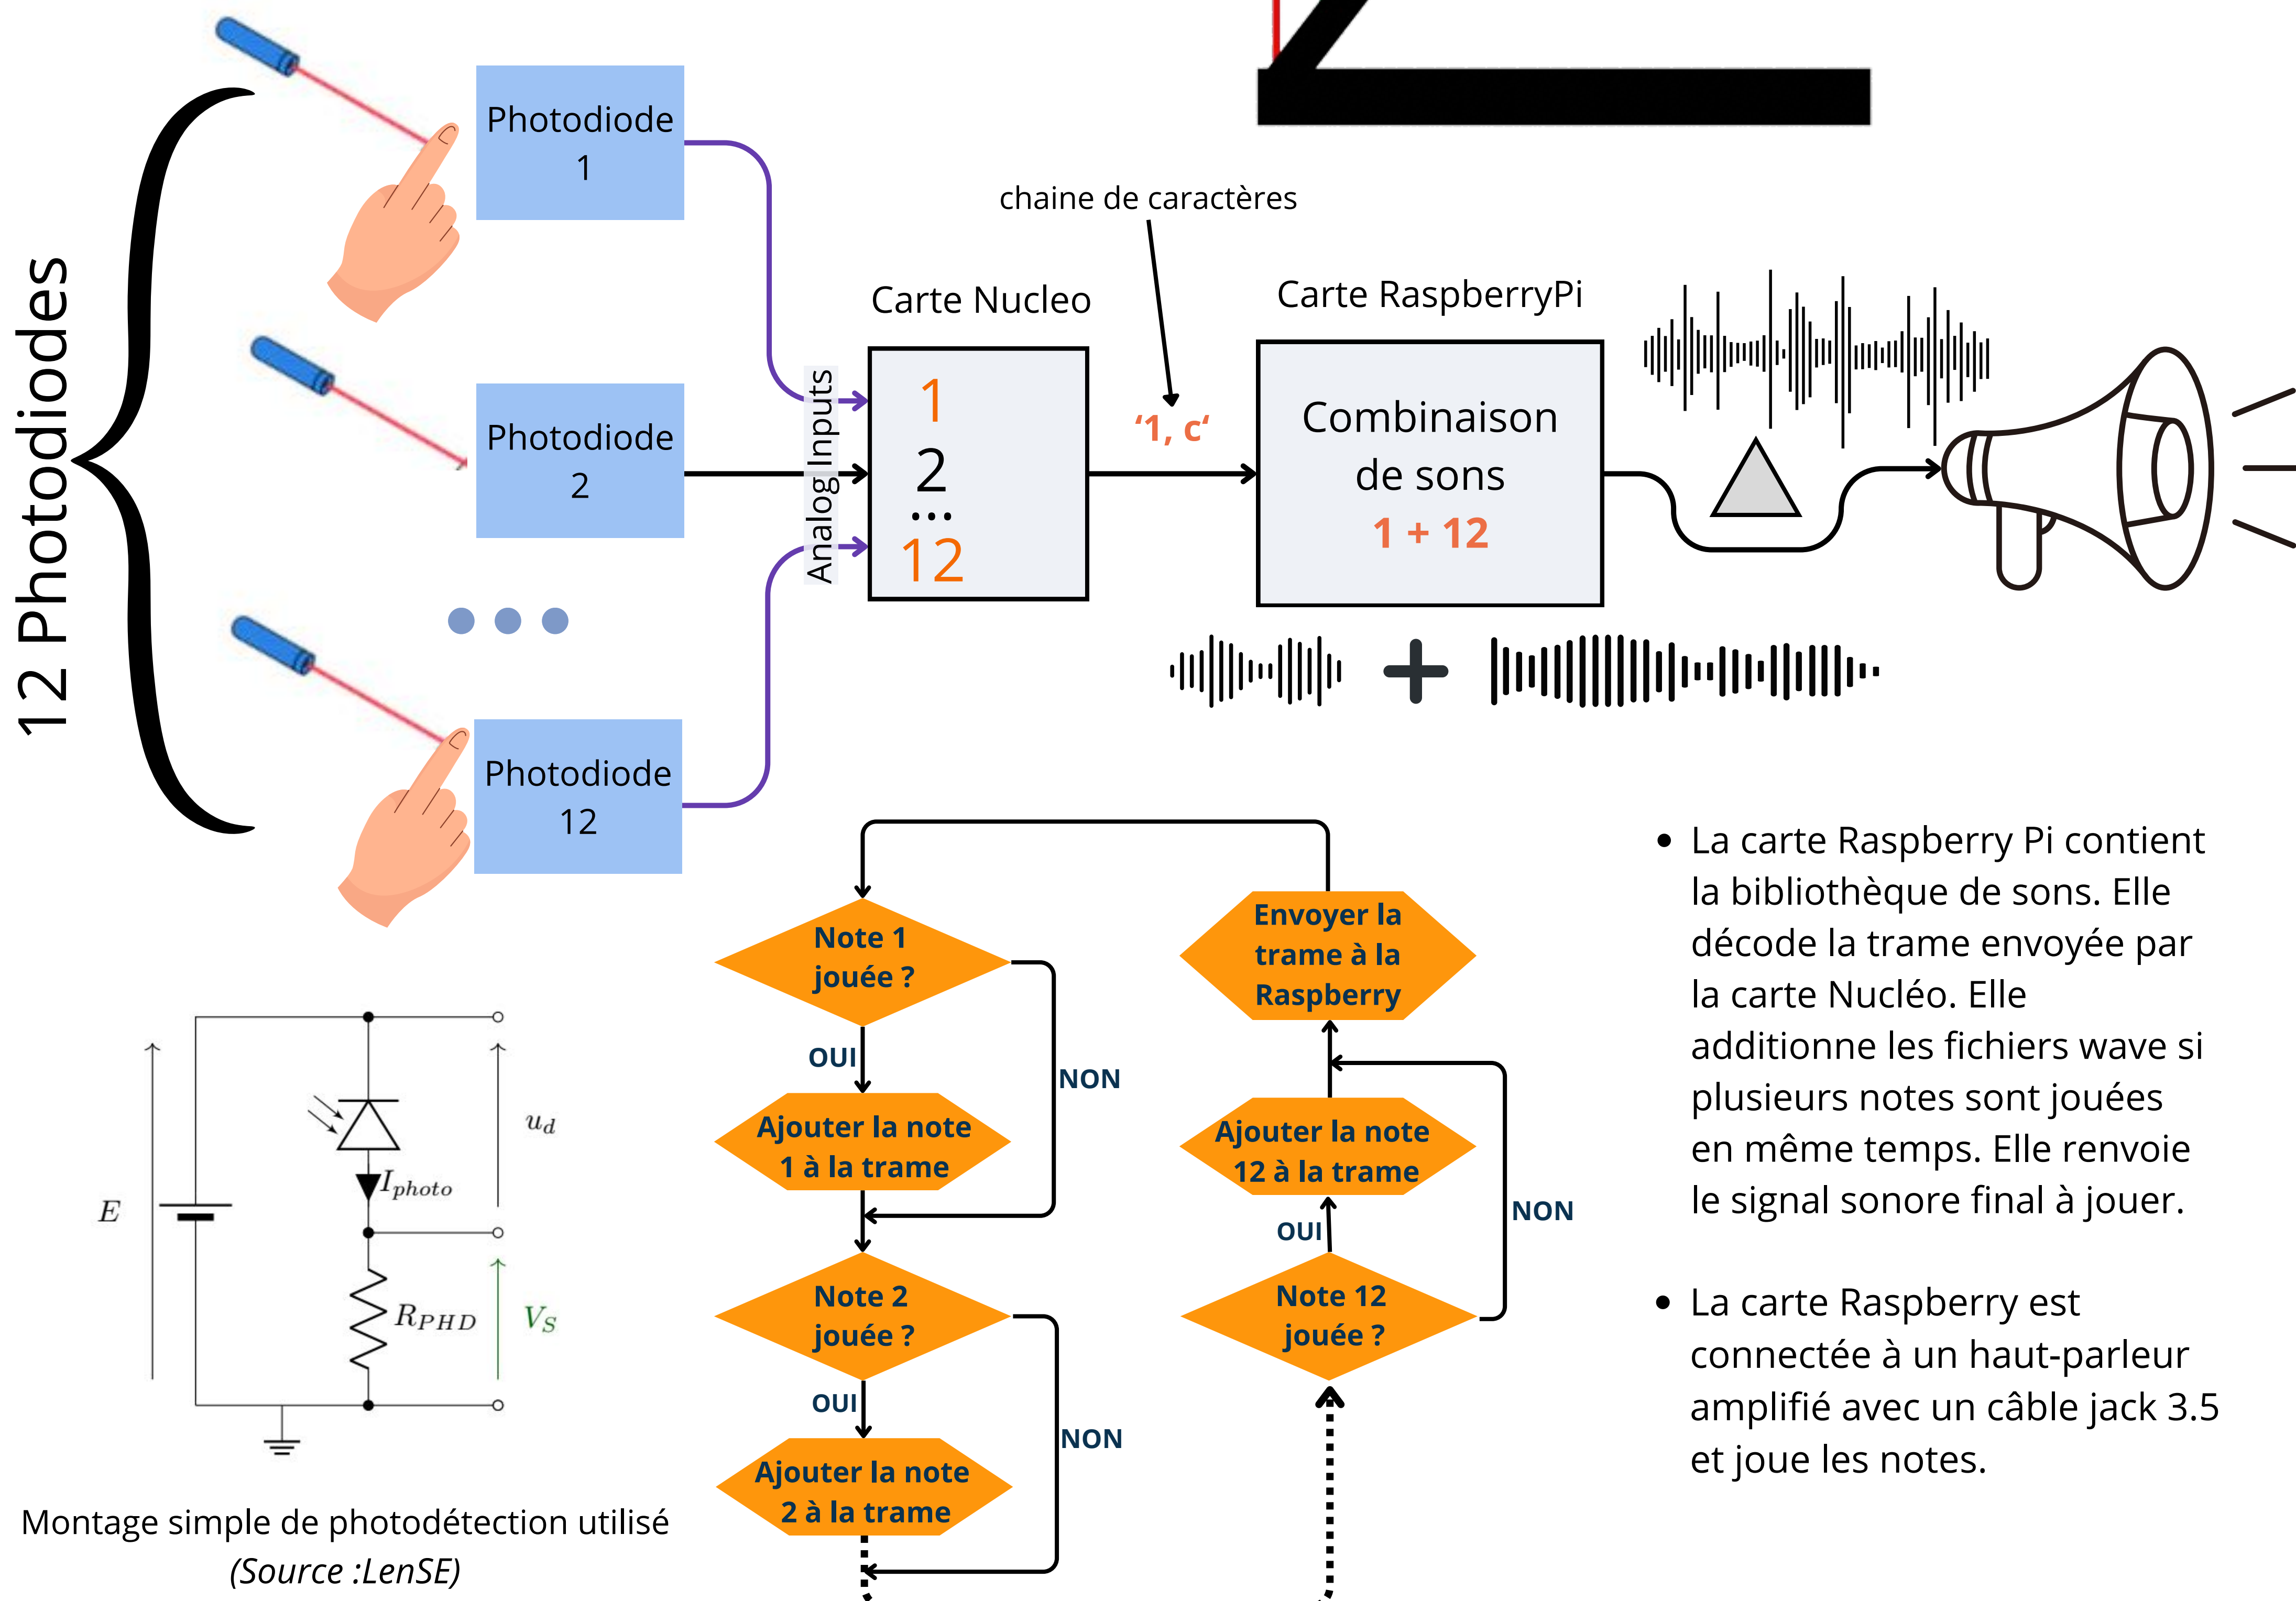 12 Photodiodes
Photodiode
1
Photodiode
2
Photodiode
12
Analog Inputs
Carte Nucleo
1
2
...
12
chaine de caractères
‘1, c‘
Carte RaspberryPi
Combinaison
de sons
1 + 12
E
I_photo
u_d
R_PHD
V_S
Montage simple de photodétection utilisé
(Source :LenSE)
Note 1
jouée ?
OUI
NON
Ajouter la note
1 à la trame
Note 2
jouée ?
OUI
NON
Ajouter la note
2 à la trame
Envoyer la
trame à la
Raspberry
Ajouter la note
12 à la trame
OUI
NON
Note 12
jouée ?
• La carte Raspberry Pi contient
la bibliothèque de sons. Elle
décode la trame envoyée par
la carte Nucléo. Elle
additionne les fichiers wave si
plusieurs notes sont jouées
en même temps. Elle renvoie
le signal sonore final à jouer.
• La carte Raspberry est
connectée à un haut-parleur
amplifié avec un câble jack 3.5
et joue les notes.